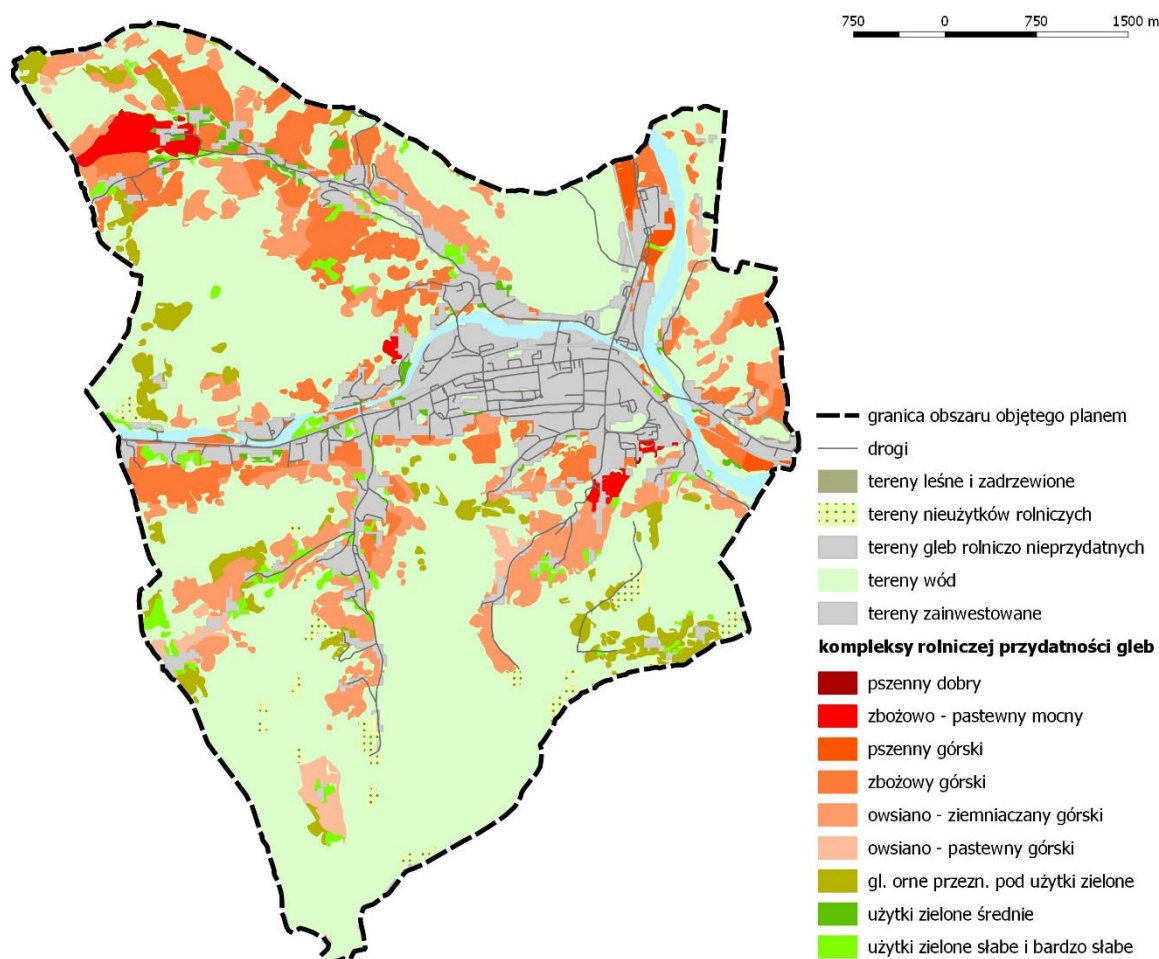 750 0 750 1500 m
granica obszaru objętego planem
drogi
tereny leśne i zadrzewione
tereny nieużytków rolniczych
tereny gleb rolniczo nieprzydatnych
tereny wód
tereny zainwestowane
kompleksy rolniczej przydatności gleb
pszenny dobry
zbożowo - pastewny mocny
pszenny górski
zbożowy górski
owsiano - ziemniaczany górski
owsiano - pastewny górski
gl. orne przezn. pod użytki zielone
użytki zielone średnie
użytki zielone słabe i bardzo słabe